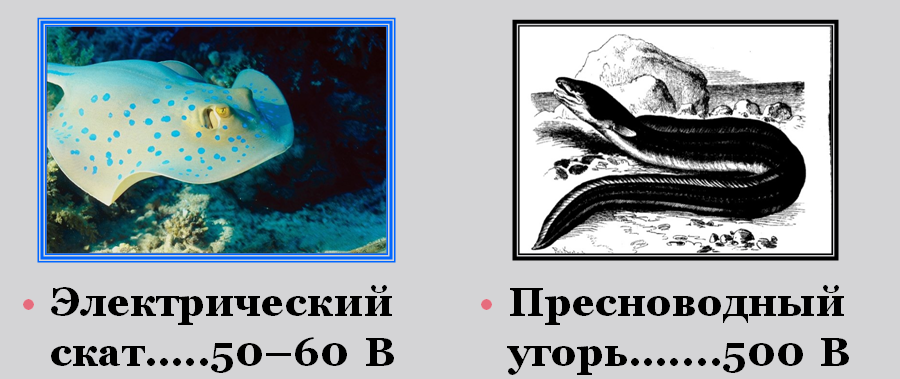 Электрический
скат.....50–60 В
Пресноводный
угорь.......500 В